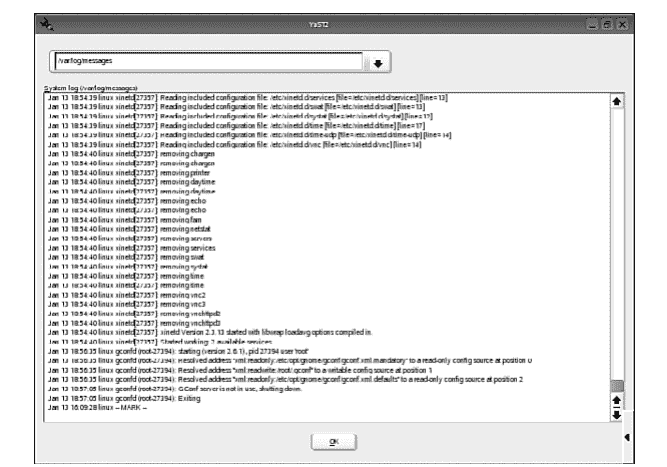 YaST2
/var/log/messages
System log (/var/log/messages)
Jan 13 18:54:39 linux xinetd[27357]: Reading included configuration file: /etc/xinetd.d/services [file=/etc/xinetd.d/services] [line=13]
Jan 13 18:54:39 linux xinetd[27357]: Reading included configuration file: /etc/xinetd.d/swat [file=/etc/xinetd.d/swat] [line=13]
Jan 13 18:54:39 linux xinetd[27357]: Reading included configuration file: /etc/xinetd.d/systat [file=/etc/xinetd.d/systat] [line=12]
Jan 13 18:54:39 linux xinetd[27357]: Reading included configuration file: /etc/xinetd.d/time [file=/etc/xinetd.d/time] [line=17]
Jan 13 18:54:39 linux xinetd[27357]: Reading included configuration file: /etc/xinetd.d/time-udp [file=/etc/xinetd.d/time-udp] [line=14]
Jan 13 18:54:39 linux xinetd[27357]: Reading included configuration file: /etc/xinetd.d/vnc [file=/etc/xinetd.d/vnc] [line=14]
Jan 13 18:54:40 linux xinetd[27357]: removing chargen
Jan 13 18:54:40 linux xinetd[27357]: removing chargen
Jan 13 18:54:40 linux xinetd[27357]: removing printer
Jan 13 18:54:40 linux xinetd[27357]: removing daytime
Jan 13 18:54:40 linux xinetd[27357]: removing daytime
Jan 13 18:54:40 linux xinetd[27357]: removing echo
Jan 13 18:54:40 linux xinetd[27357]: removing echo
Jan 13 18:54:40 linux xinetd[27357]: removing fam
Jan 13 18:54:40 linux xinetd[27357]: removing netstat
Jan 13 18:54:40 linux xinetd[27357]: removing servers
Jan 13 18:54:40 linux xinetd[27357]: removing services
Jan 13 18:54:40 linux xinetd[27357]: removing swat
Jan 13 18:54:40 linux xinetd[27357]: removing systat
Jan 13 18:54:40 linux xinetd[27357]: removing time
Jan 13 18:54:40 linux xinetd[27357]: removing time
Jan 13 18:54:40 linux xinetd[27357]: removing vnc2
Jan 13 18:54:40 linux xinetd[27357]: removing vnc3
Jan 13 18:54:40 linux xinetd[27357]: removing vnchttpd2
Jan 13 18:54:40 linux xinetd[27357]: removing vnchttpd3
Jan 13 18:54:40 linux xinetd[27357]: xinetd Version 2.3.13 started with libwrap loadavg options compiled in.
Jan 13 18:54:40 linux xinetd[27357]: Started working: 2 available services
Jan 13 18:56:35 linux gconfd (root-27394): starting (version 2.6.1), pid 27394 user 'root'
Jan 13 18:56:35 linux gconfd (root-27394): Resolved address "xml:readonly:/etc/opt/gnome/gconf/gconf.xml.mandatory" to a read-only config source at position 0
Jan 13 18:56:35 linux gconfd (root-27394): Resolved address "xml:readwrite:/root/.gconf" to a writable config source at position 1
Jan 13 18:56:35 linux gconfd (root-27394): Resolved address "xml:readonly:/etc/opt/gnome/gconf/gconf.xml.defaults" to a read-only config source at position 2
Jan 13 18:57:05 linux gconfd (root-27394): GConf server is not in use, shutting down.
Jan 13 18:57:05 linux gconfd (root-27394): Exiting
Jan 13 16:09:28 linux -- MARK --
OK